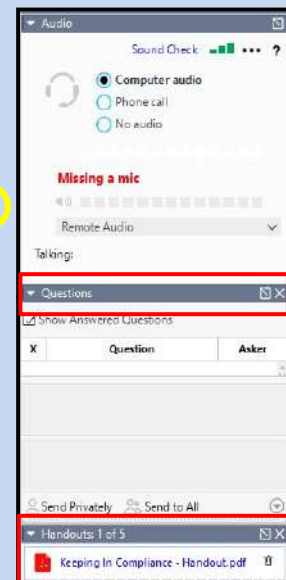 Audio
Sound Check ?
Computer audio
Phone call
No audio
Missing a mic
Remote Audio
Talking:
Questions
Show Answered Questions
X Question Asker
Send Privately Send to All
Handouts: 1 of 5
Keeping In Compliance - Handout.pdf